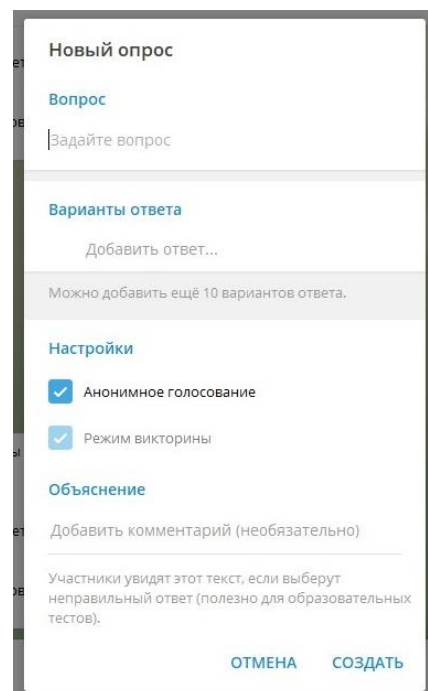 Новый опрос
Вопрос
Задайте вопрос
Варианты ответа
Добавить ответ...
Можно добавить ещё 10 вариантов ответа.
Настройки
Анонимное голосование
Режим викторины
Объяснение
Добавить комментарий (необязательно)
Участники увидят этот текст, если выберут
неправильный ответ (полезно для образовательных
тестов).
ОТМЕНА СОЗДАТЬ